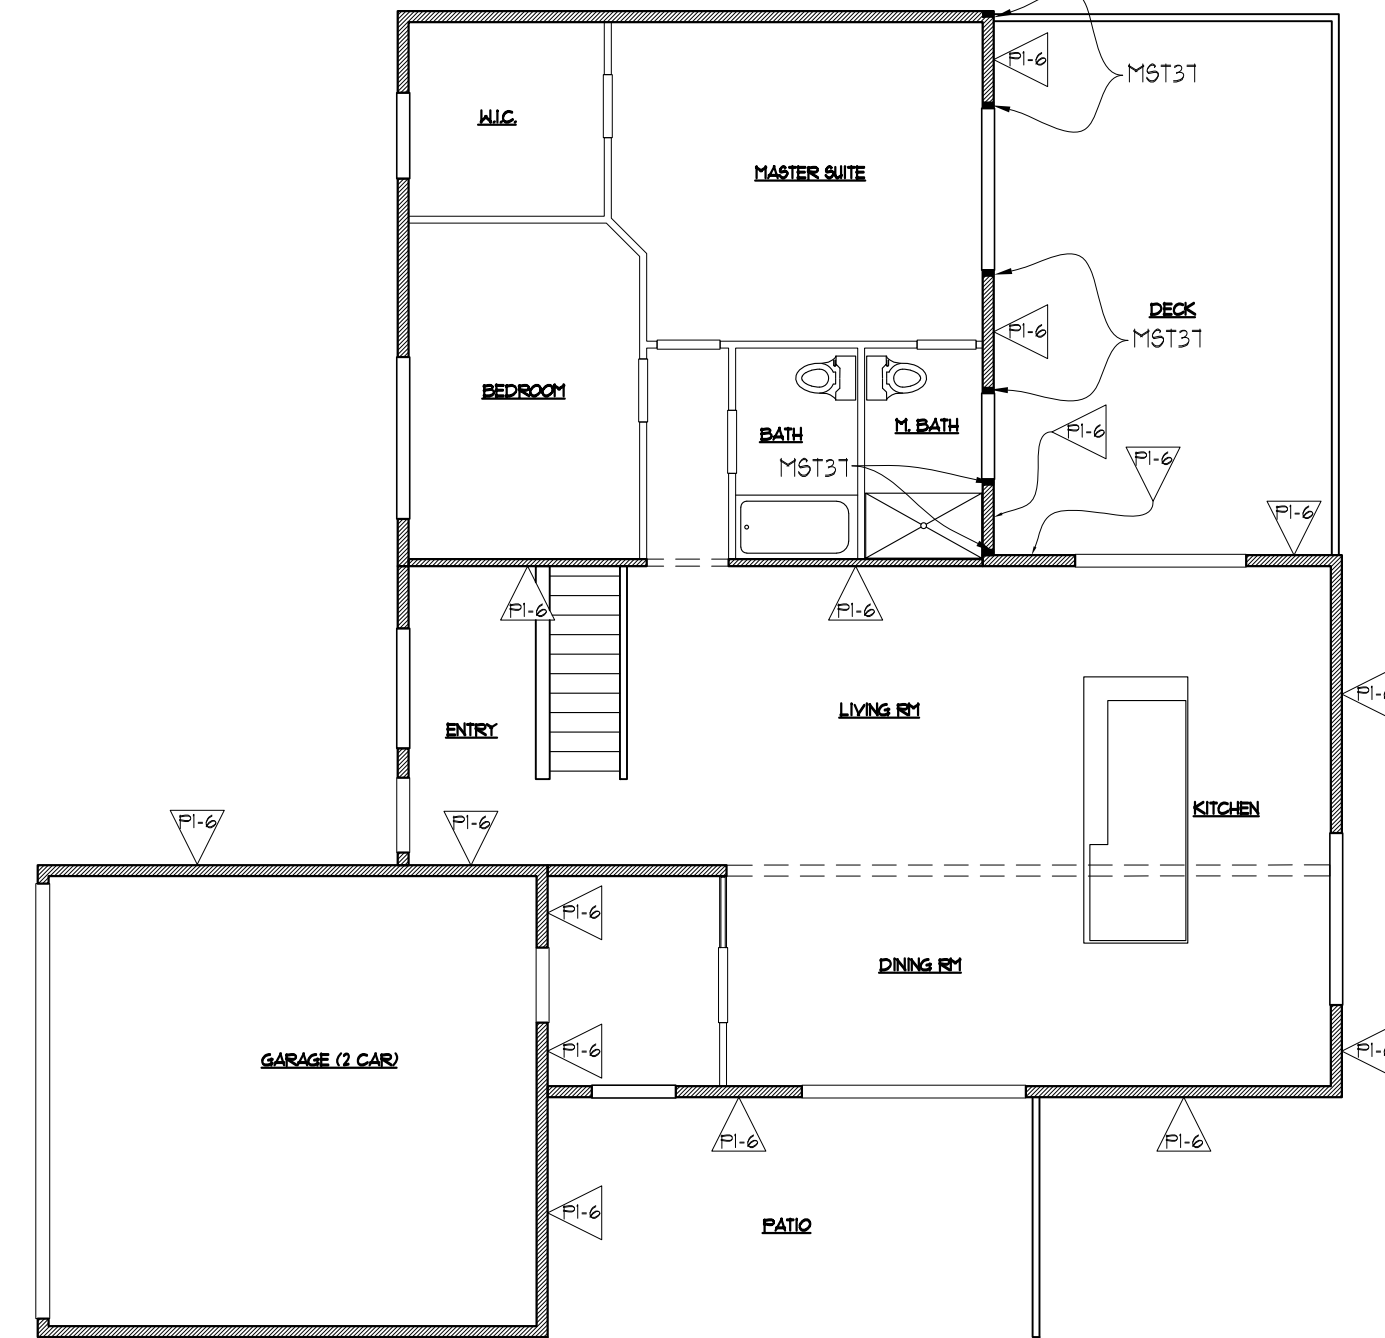 P1-6
MST37
W.I.C.
MASTER SUITE
DECK
P1-6
MST37
BEDROOM
M. BATH
BATH
P1-6
P1-6
MST37
P1-6
P1-6
P1-6
P1-
LIVING RM
ENTRY
KITCHEN
P1-6
P1-6
P1-6
DINING RM
P1-6
P1-
GARAGE (2 CAR)
P1-6
P1-6
P1-6
PATIO